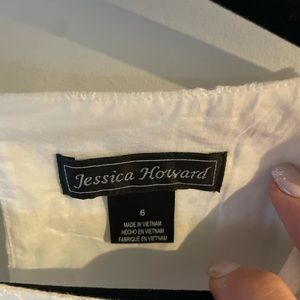 Jessica Howard
6
MADE IN VIETNAM
HECHO EN VIETNAM
FABRIQUÉ EN VIETNAM